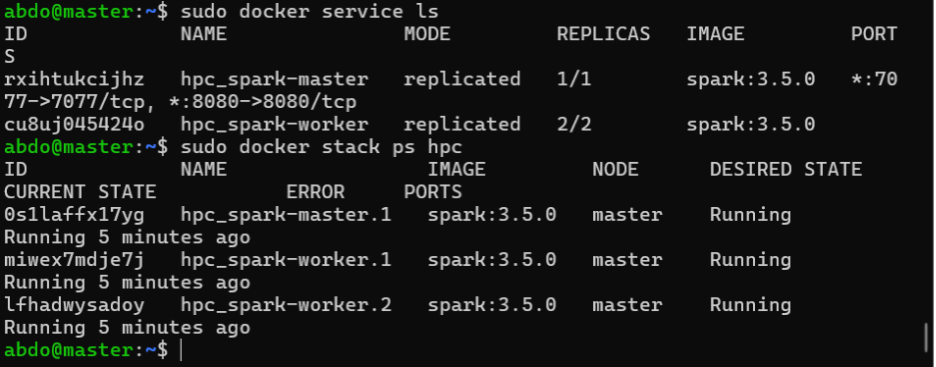 abdo@master:~$ sudo docker service ls
ID             NAME               MODE         REPLICAS   IMAGE         PORT
S
rxihtukcijhz   hpc_spark-master   replicated   1/1        spark:3.5.0   *:70
77->7077/tcp, *:8080->8080/tcp
cu8uj045424o   hpc_spark-worker   replicated   2/2        spark:3.5.0
abdo@master:~$ sudo docker stack ps hpc
ID             NAME                 IMAGE         NODE      DESIRED STATE
CURRENT STATE           ERROR     PORTS
0s1laffx17yg   hpc_spark-master.1   spark:3.5.0   master    Running
Running 5 minutes ago
miwex7mdje7j   hpc_spark-worker.1   spark:3.5.0   master    Running
Running 5 minutes ago
lfhadwysadoy   hpc_spark-worker.2   spark:3.5.0   master    Running
Running 5 minutes ago
abdo@master:~$